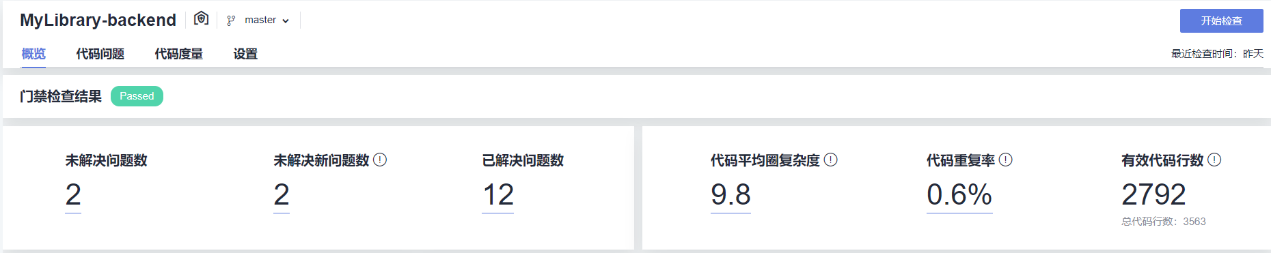 MyLibrary-backend master 开始检查
概览 代码问题 代码度量 设置 最近检查时间：昨天
门禁检查结果 Passed
未解决问题数 未解决新问题数 已解决问题数 代码平均圈复杂度 代码重复率 有效代码行数
2 2 12 9.8 0.6% 2792
总代码行数：3563